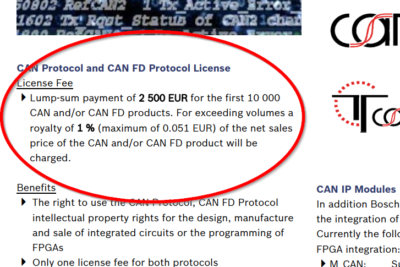 60802 RefCAN2 1 Tx Active Error
1602 Tx Rqst Status of CAN2 chan
CAN Protocol and CAN FD Protocol License
License Fee
Lump-sum payment of 2 500 EUR for the first 10 000
CAN and/or CAN FD products. For exceeding volumes a
royalty of 1 % (maximum of 0.051 EUR) of the net sales
price of the CAN and/or CAN FD product will be
charged.
Benefits
The right to use the CAN Protocol, CAN FD Protocol
intellectual property rights for the design, manufacture
and sale of integrated circuits or the programming of
FPGAs
Only one license fee for both protocols
CAN
TTcan
CAN IP Modules
In addition Bosch
the integration of
Currently the follo
FPGA integration:
M_CAN: